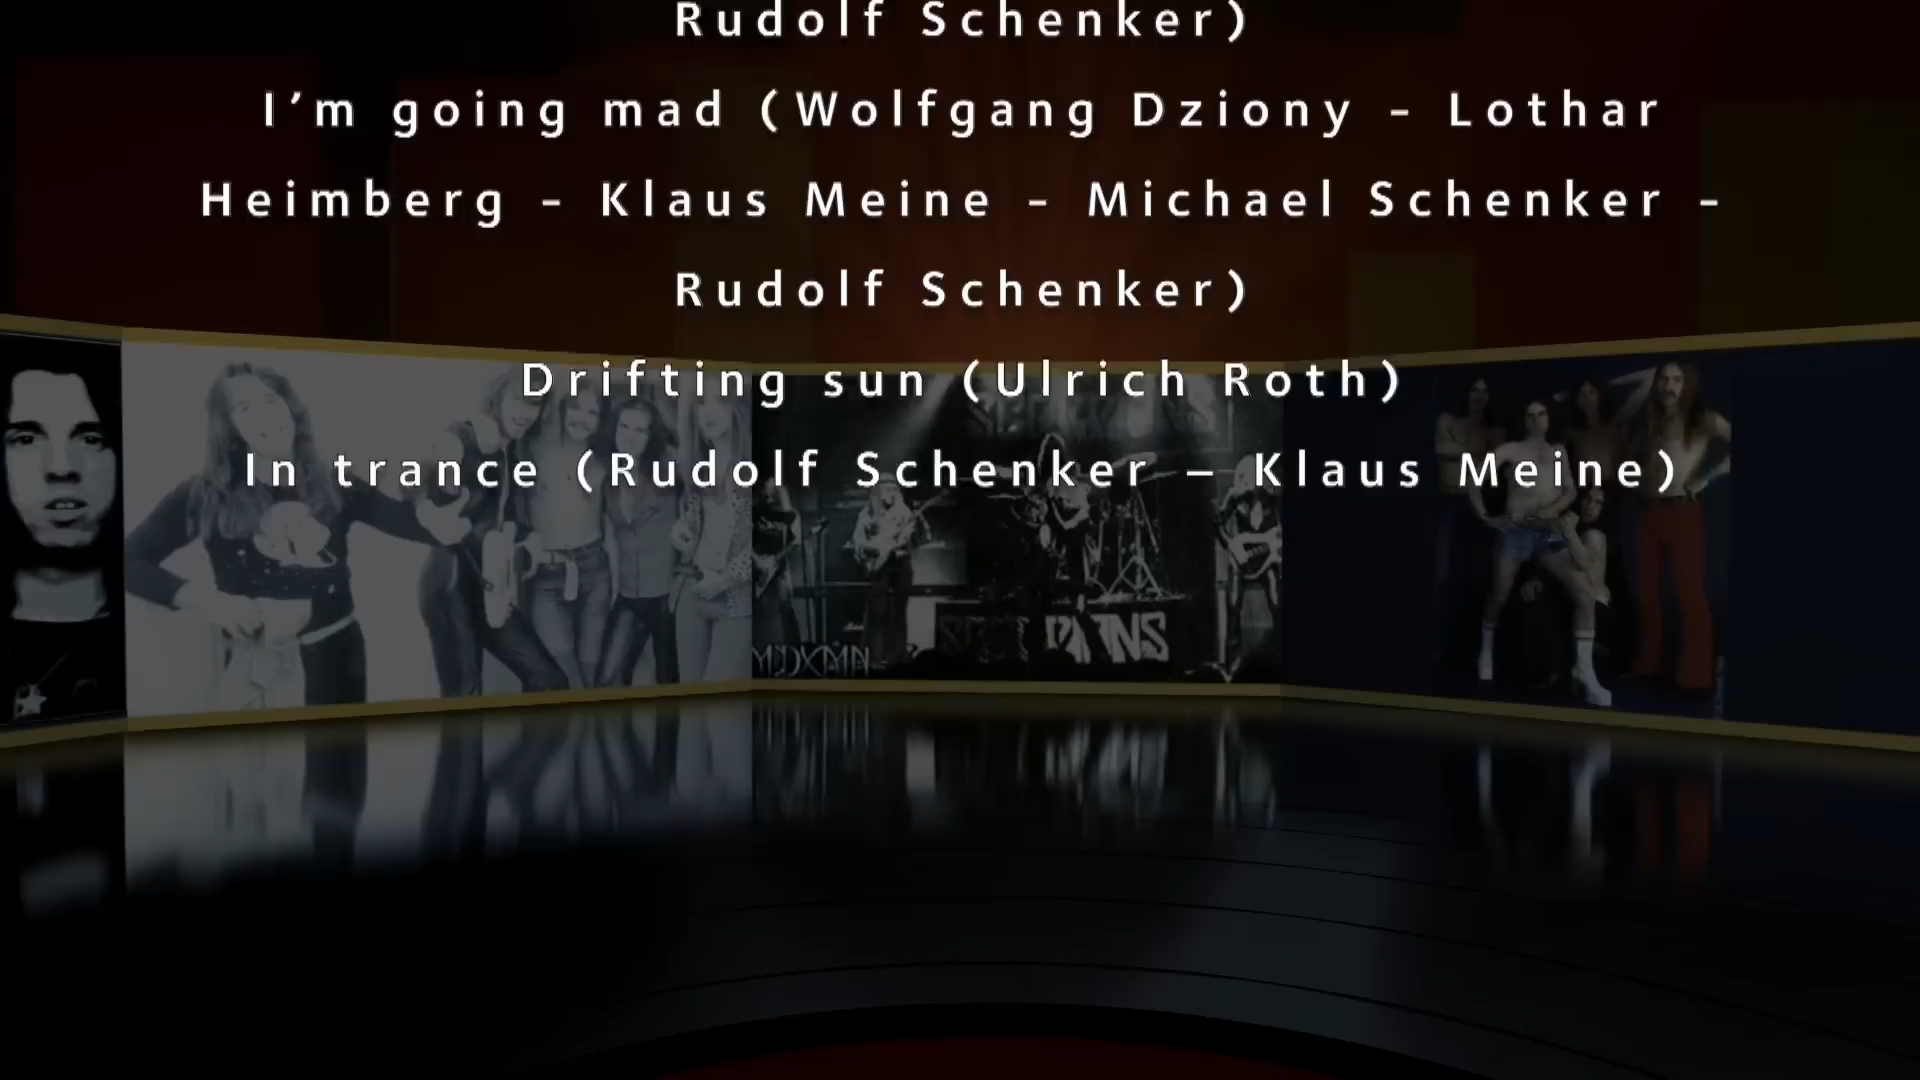 Rudolf Schenker)
I’m going mad (Wolfgang Dziony - Lothar
Heimberg - Klaus Meine - Michael Schenker -
Rudolf Schenker)
Drifting sun (Ulrich Roth)
In trance (Rudolf Schenker – Klaus Meine)